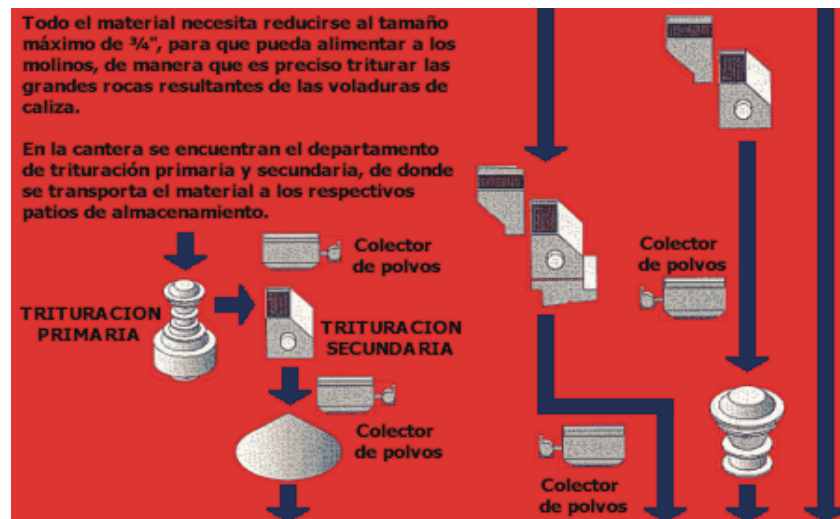 Todo el material necesita reducirse al tamaño
máximo de ¾", para que pueda alimentar a los
molinos, de manera que es preciso triturar las
grandes rocas resultantes de las voladuras de
caliza.
En la cantera se encuentran el departamento
de trituración primaria y secundaria, de donde
se transporta el material a los respectivos
patios de almacenamiento.
Colector
de polvos
TRITURACION
PRIMARIA
TRITURACION
SECUNDARIA
Colector
de polvos
Colector
de polvos
Colector
de polvos